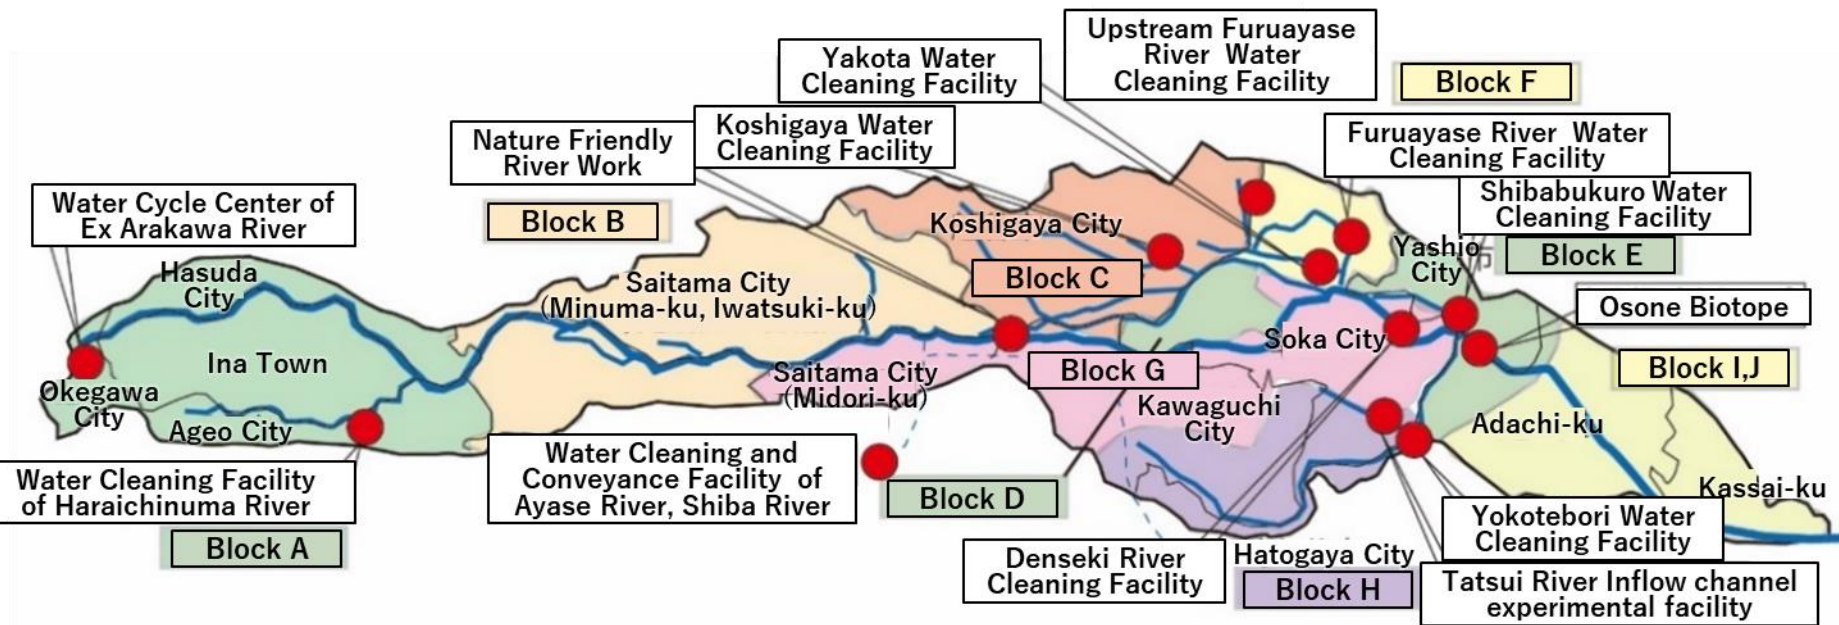 Upstream Furuayase
River Water
Cleaning Facility
Yakota Water
Cleaning Facility
Block F
Koshigaya Water
Cleaning Facility
Nature Friendly
River Work
Furuayase River Water
Cleaning Facility
Shibabukuro Water
Cleaning Facility
Water Cycle Center of
Ex Arakawa River
Block B
Koshigaya City
Yashio
City
市
Block E
Hasuda
City
Saitama City
(Minuma-ku, Iwatsuki-ku)
Block C
Osone Biotope
Ina Town
Soka City
Okegawa
City
Saitama City
(Midori-ku)
Block G
Block I,J
Ageo City
Kawaguchi
City
Adachi-ku
Water Cleaning Facility
of Haraichinuma River
Water Cleaning and
Conveyance Facility of
Ayase River, Shiba River
Block D
Kassai-ku
Block A
Yokotebori Water
Cleaning Facility
Denseki River
Cleaning Facility
Hatogaya City
Block H
Tatsui River Inflow channel
experimental facility